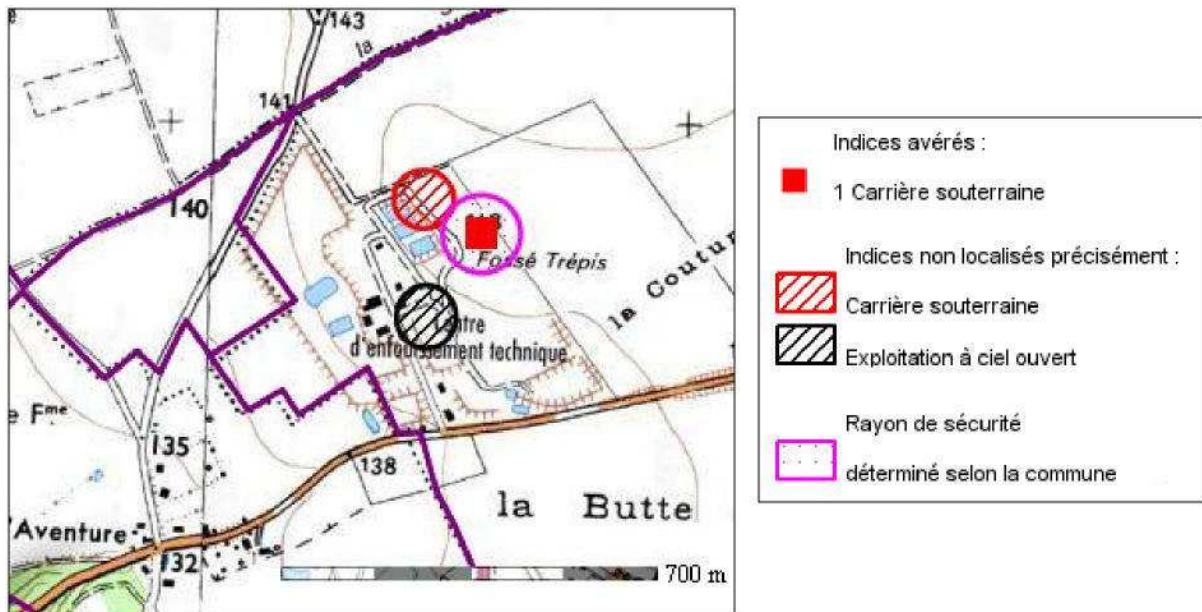 143
la
141
140
Fossé Trépis
la Coutur
Centre
d'enfouissement technique
e Fᵐᵉ
135
138
la Butte
'Aventure
132
700 m
Indices avérés :
1 Carrière souterraine
Indices non localisés précisément :
Carrière souterraine
Exploitation à ciel ouvert
Rayon de sécurité
déterminé selon la commune